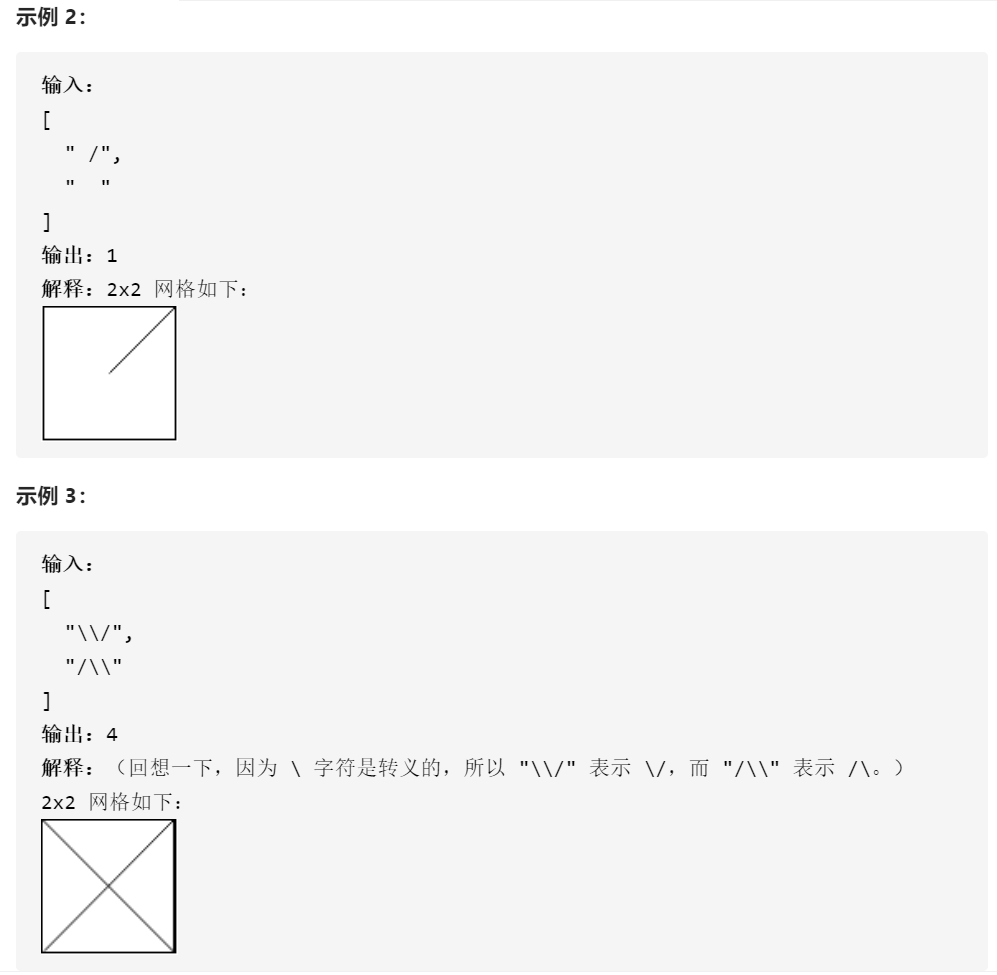 示例 2：
输入：
[
  " /",
  "  "
]
输出：1
解释：2x2 网格如下：
示例 3：
输入：
[
  "\\/",
  "/\\"
]
输出：4
解释：（回想一下，因为 \ 字符是转义的，所以 "\\/" 表示 \/，而 "/\\" 表示 /\。）
2x2 网格如下：